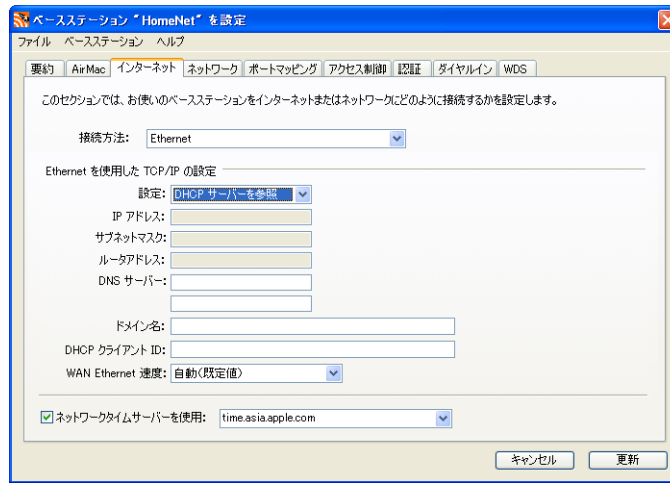 ベースステーション "HomeNet" を設定
ファイル ベースステーション ヘルプ
要約 AirMac インターネット ネットワーク ポートマッピング アクセス制御 認証 ダイヤルイン WDS
このセクションでは、お使いのベースステーションをインターネットまたはネットワークにどのように接続するかを設定します。
接続方法: Ethernet
Ethernet を使用した TCP/IP の設定
設定: DHCP サーバーを参照
IP アドレス:
サブネットマスク:
ルータアドレス:
DNS サーバー:
ドメイン名:
DHCP クライアント ID:
WAN Ethernet 速度: 自動(既定値)
ネットワークタイムサーバーを使用: time.asia.apple.com
キャンセル 更新